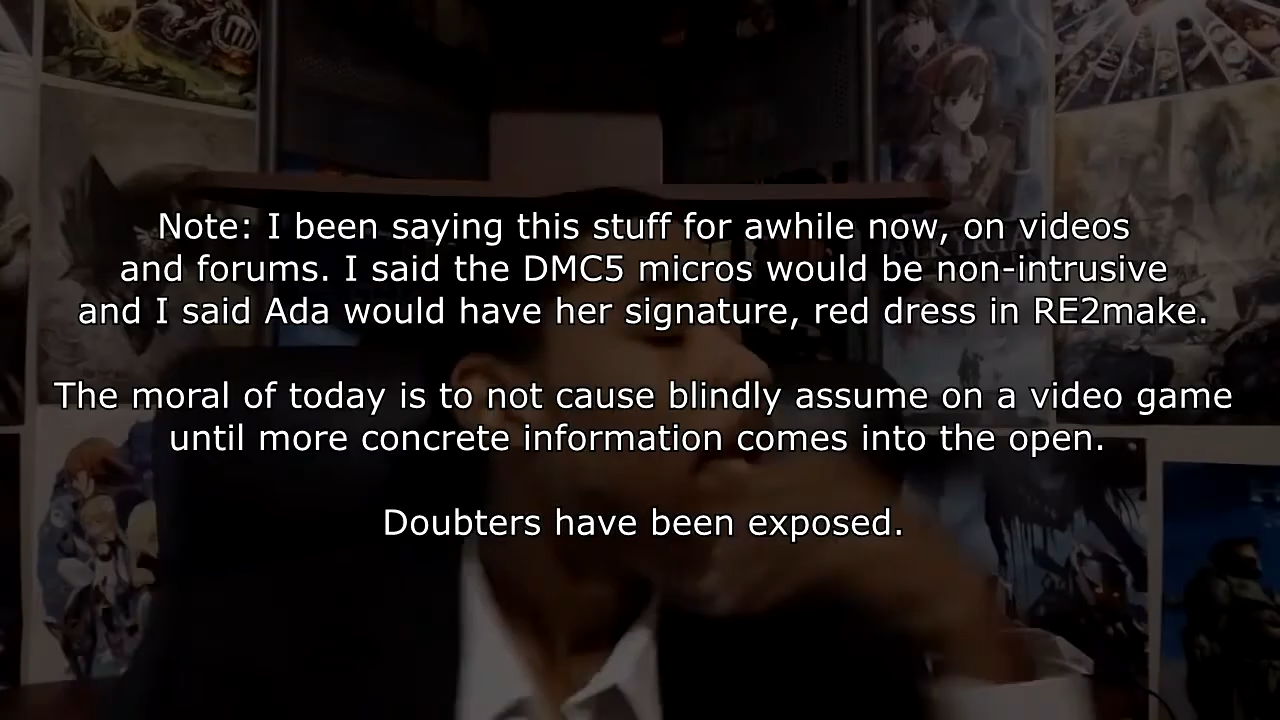 Note: I been saying this stuff for awhile now, on videos
and forums. I said the DMC5 micros would be non-intrusive
and I said Ada would have her signature, red dress in RE2make.
The moral of today is to not cause blindly assume on a video game
until more concrete information comes into the open.
Doubters have been exposed.